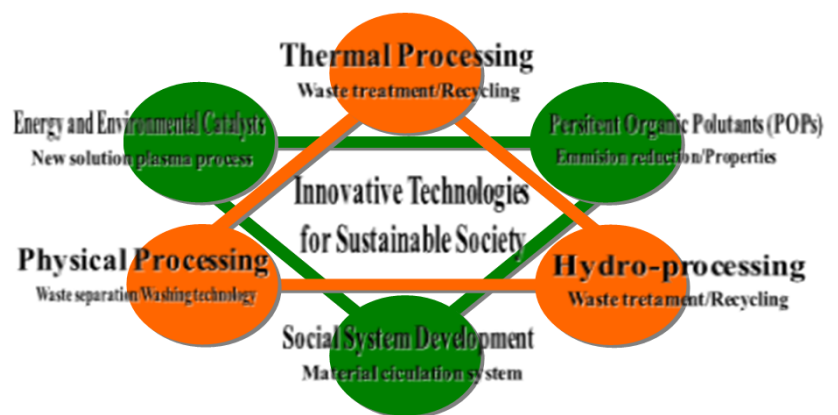 Thermal Processing
Waste treatment/Recycling
Energy and Environmental Catalysts
New solution plasma process
Persitent Organic Polutants (POPs)
Emmision reduction/Properties
Innovative Technologies
for Sustainable Society
Physical Processing
Waste separation/Washing technology
Hydro-processing
Waste tretament/Recycling
Social System Development
Material ciculation system